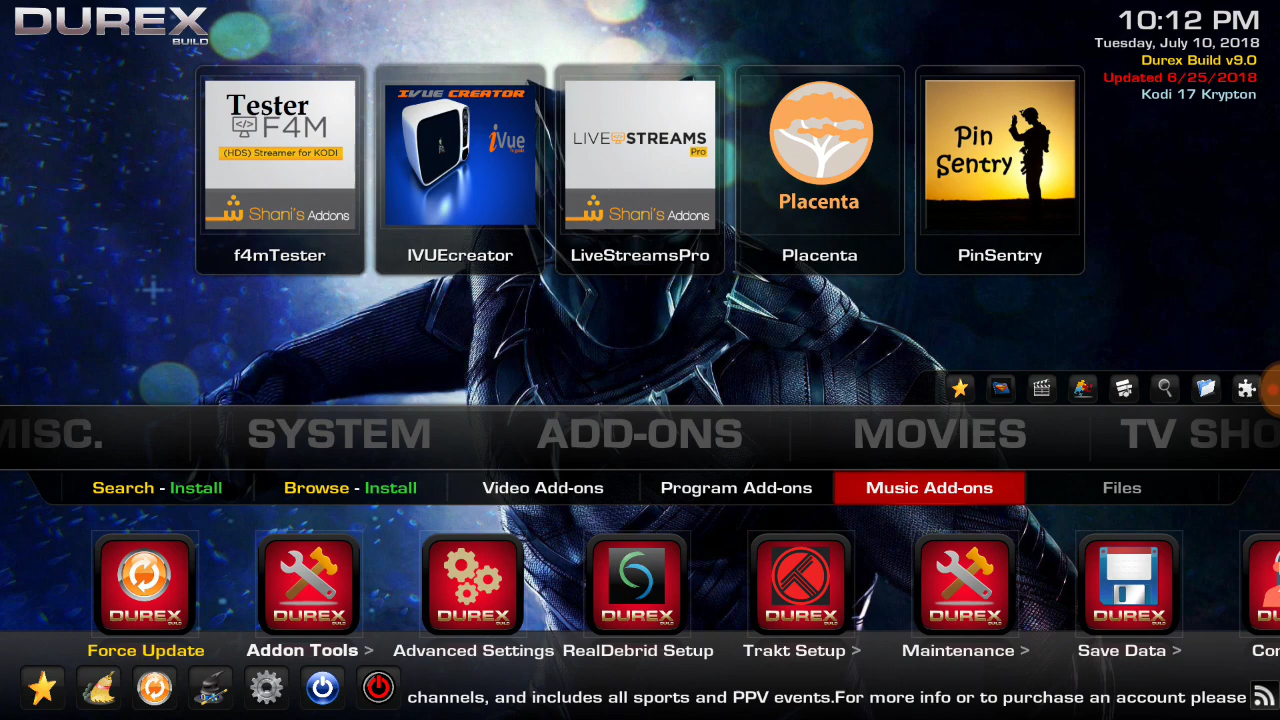 DUREX
BUILD
10:12 PM
Tuesday, July 10, 2018
Durex Build v9.0
Updated 6/25/2018
Kodi 17 Krypton
Tester
F4M
(HDS) Streamer for KODI
Shani's Addons
f4mTester
IVUE CREATOR
iVue
IVUEcreator
LIVE STREAMS
Pro
Shani's Addons
LiveStreamsPro
Placenta
Placenta
Pin
Sentry
PinSentry
MISC. SYSTEM ADD-ONS MOVIES TV SHO
Search - Install Browse - Install Video Add-ons Program Add-ons Music Add-ons Files
DUREX DUREX DUREX DUREX DUREX DUREX DUREX
Force Update Addon Tools > Advanced Settings RealDebrid Setup Trakt Setup > Maintenance > Save Data > Con
channels, and includes all sports and PPV events.For more info or to purchase an account please